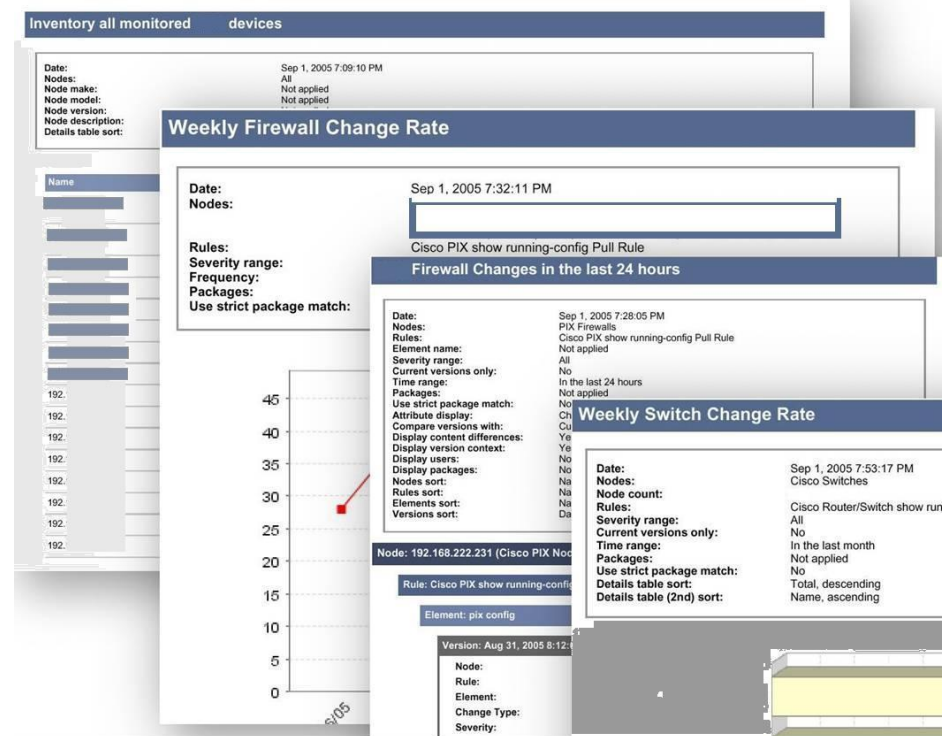 Inventory all monitored devices
Date: Sep 1, 2005 7:09:10 PM
Nodes: All
Node make: Not applied
Node model: Not applied
Node version:
Node description:
Details table sort:
Name
192.
192.
192.
192.
192.
192.
192.
192.
Weekly Firewall Change Rate
Date: Sep 1, 2005 7:32:11 PM
Nodes:
Rules: Cisco PIX show running-config Pull Rule
Severity range:
Frequency:
Packages:
Use strict package match:
45
40
35
30
25
20
15
10
5
0
Firewall Changes in the last 24 hours
Date: Sep 1, 2005 7:28:05 PM
Nodes: PIX Firewalls
Rules: Cisco PIX show running-config Pull Rule
Element name: Not applied
Severity range: All
Current versions only: No
Time range: In the last 24 hours
Packages: Not applied
Use strict package match: No
Attribute display: Ch
Compare versions with: Cu
Display content differences: Ye
Display version context: Ye
Display users: No
Display packages: No
Nodes sort: Na
Rules sort: Na
Elements sort: Na
Versions sort: Da
Node: 192.168.222.231 (Cisco PIX Nod
Rule: Cisco PIX show running-config
Element: pix config
Version: Aug 31, 2005 8:12:
Node:
Rule:
Element:
Change Type:
Severity:
Weekly Switch Change Rate
Date: Sep 1, 2005 7:53:17 PM
Nodes: Cisco Switches
Node count:
Rules: Cisco Router/Switch show run
Severity range: All
Current versions only: No
Time range: In the last month
Packages: Not applied
Use strict package match: No
Details table sort: Total, descending
Details table (2nd) sort: Name, ascending